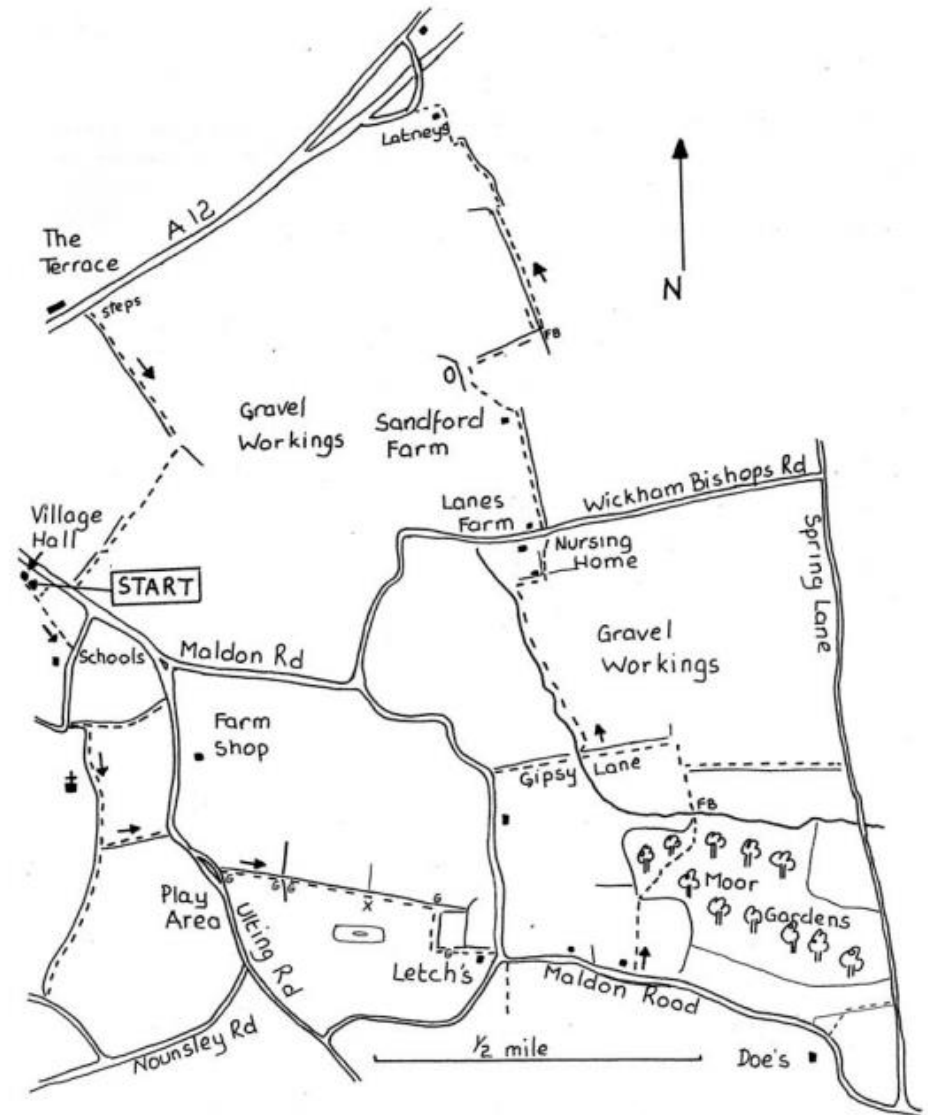 Latneys
A12
The
Terrace
steps
N
FB
O
Gravel
Workings
Sandford
Farm
Wickham Bishops Rd
Lanes
Farm
Village
Hall
Nursing
Home
Spring Lane
START
Gravel
Workings
Schools
Maldon Rd
Farm
Shop
Gipsy Lane
FB
Moor
Gardens
G
G
G
X
G
Play
Area
Ulting Rd
G
Letch's
Maldon Road
Nounsley Rd
1/2 mile
Doe's